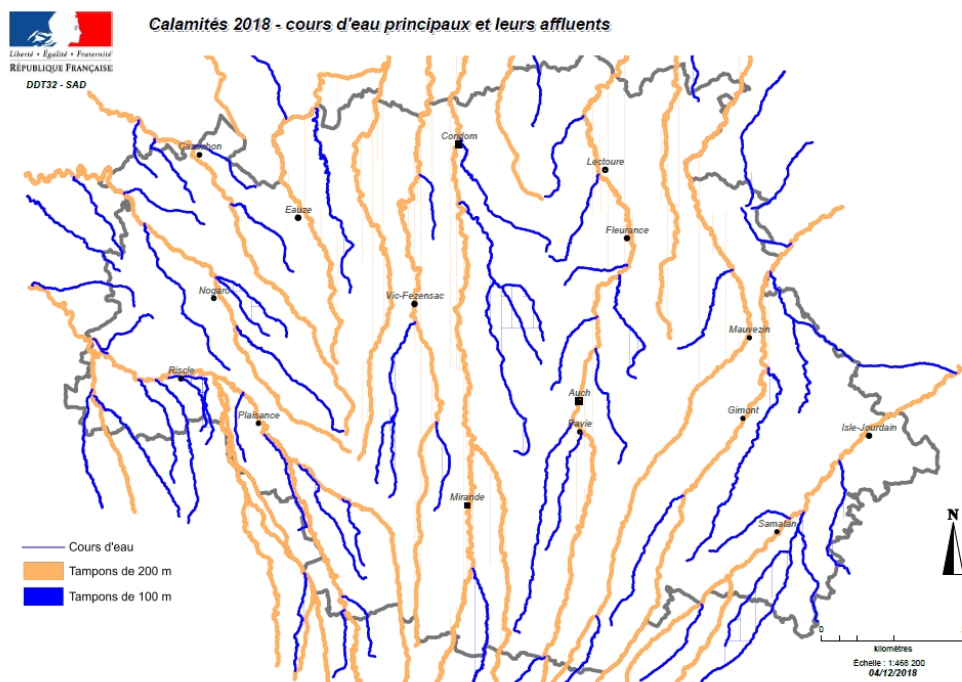 Calamités 2018 - cours d'eau principaux et leurs affluents
Liberté • Égalité • Fraternité
RÉPUBLIQUE FRANÇAISE
DDT32 - SAD
Condom
Cazaubon
Lectoure
Eauze
Fleurance
Nogaro
Vic-Fezensac
Mauvezin
Riscle
Auch
Plaisance
Pavie
Gimont
Isle-Jourdain
Mirande
Samatan
N
Cours d'eau
Tampons de 200 m
Tampons de 100 m
0
kilomètres
Échelle : 1:468 200
04/12/2018